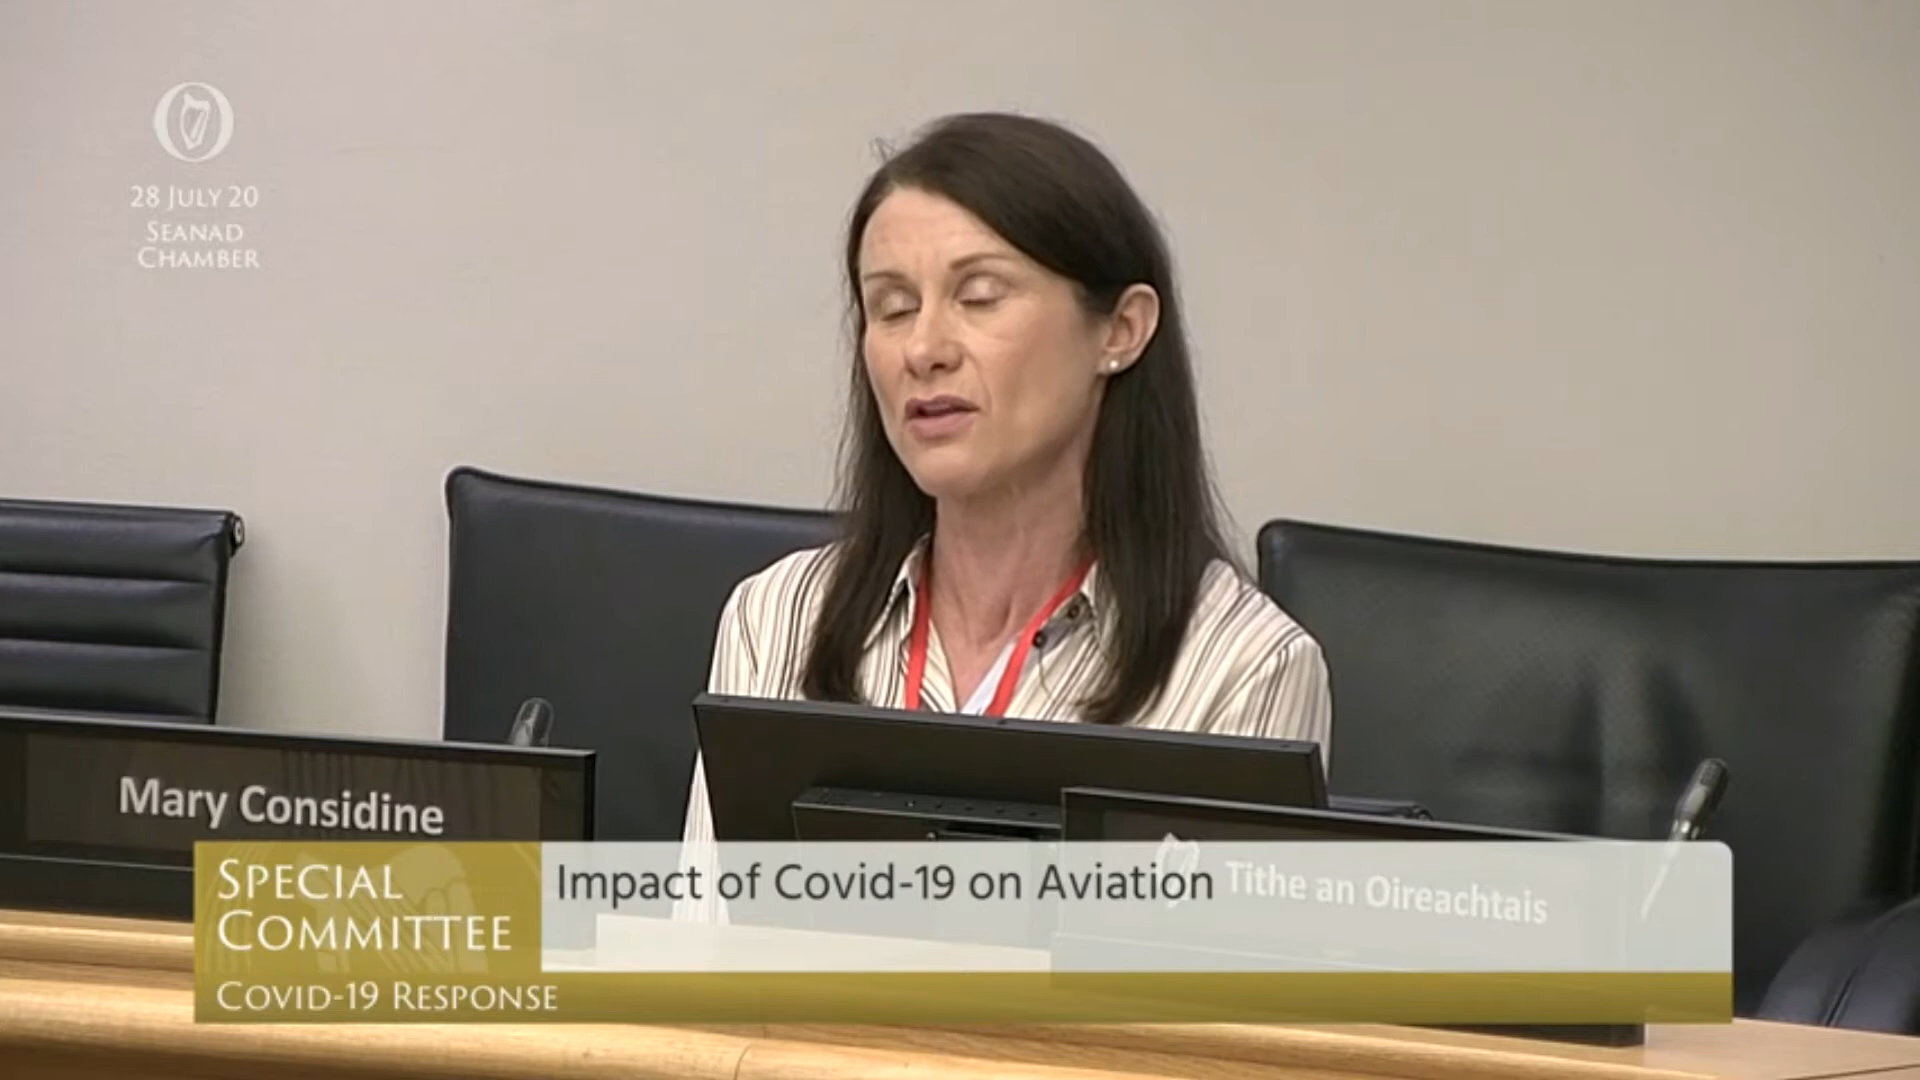 28 JULY 20
SEANAD
CHAMBER
Mary Considine
SPECIAL
COMMITTEE
COVID-19 RESPONSE
Impact of Covid-19 on Aviation
Tithe an Oireachtais